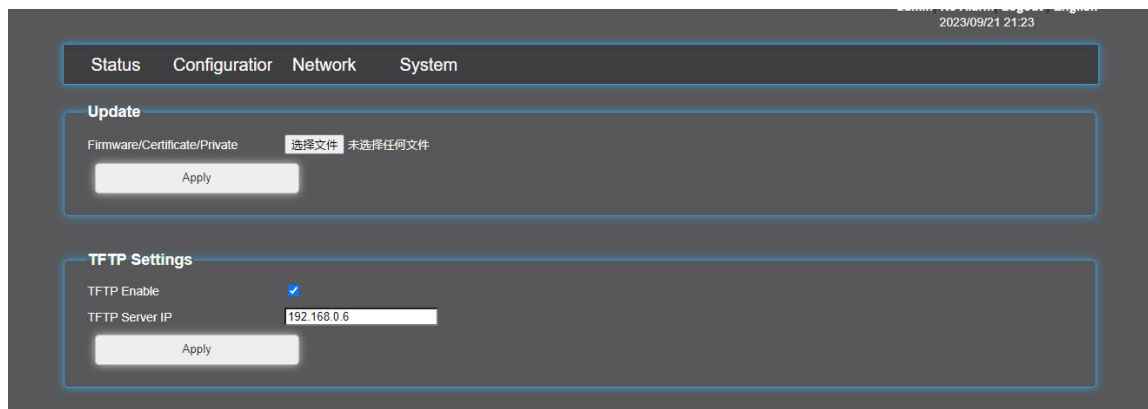 2023/09/21 21:23
Status Configuration Network System
Update
Firmware/Certificate/Private 选择文件 未选择任何文件
Apply
TFTP Settings
TFTP Enable
TFTP Server IP 192.168.0.6
Apply